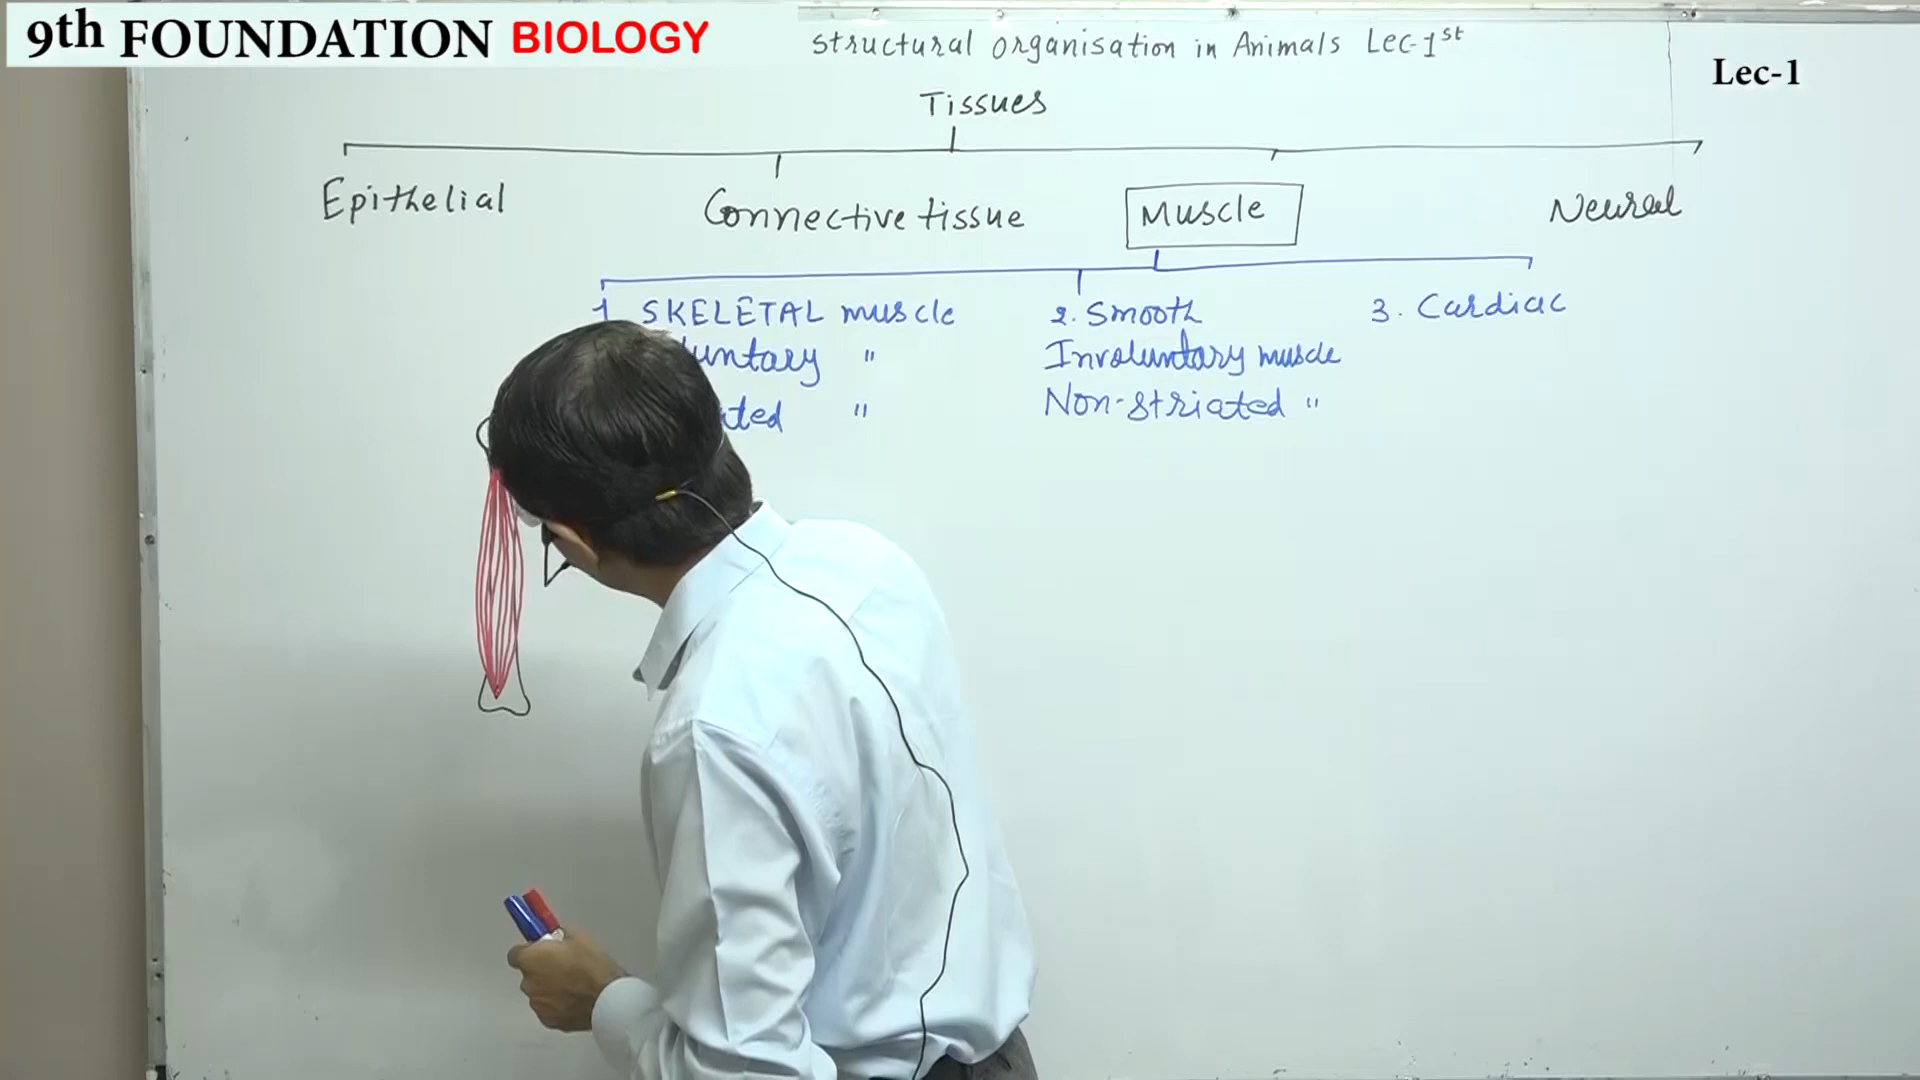 9th FOUNDATION BIOLOGY
structural organisation in Animals Lec-1st
Lec-1
Tissues
Epithelial
Connective tissue
Muscle
Neural
1 SKELETAL muscle
2. Smooth
3. Cardiac
"
Involuntary muscle
"
Non-striated "